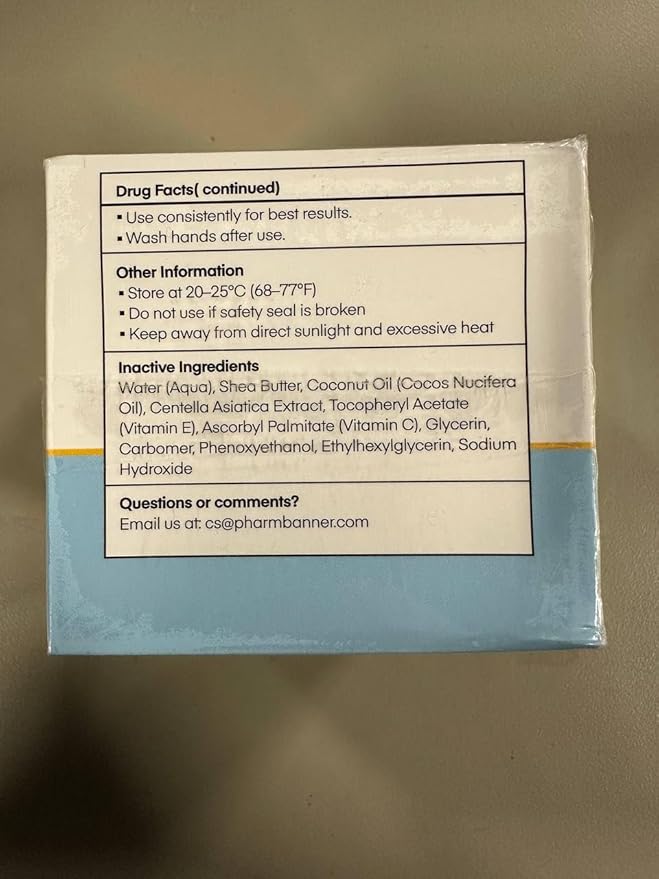 Drug Facts( continued)
▪ Use consistently for best results.
▪ Wash hands after use.
Other Information
▪ Store at 20–25°C (68–77°F)
▪ Do not use if safety seal is broken
▪ Keep away from direct sunlight and excessive heat
Inactive Ingredients
Water (Aqua), Shea Butter, Coconut Oil (Cocos Nucifera
Oil), Centella Asiatica Extract, Tocopheryl Acetate
(Vitamin E), Ascorbyl Palmitate (Vitamin C), Glycerin,
Carbomer, Phenoxyethanol, Ethylhexylglycerin, Sodium
Hydroxide
Questions or comments?
Email us at: cs@pharmbanner.com